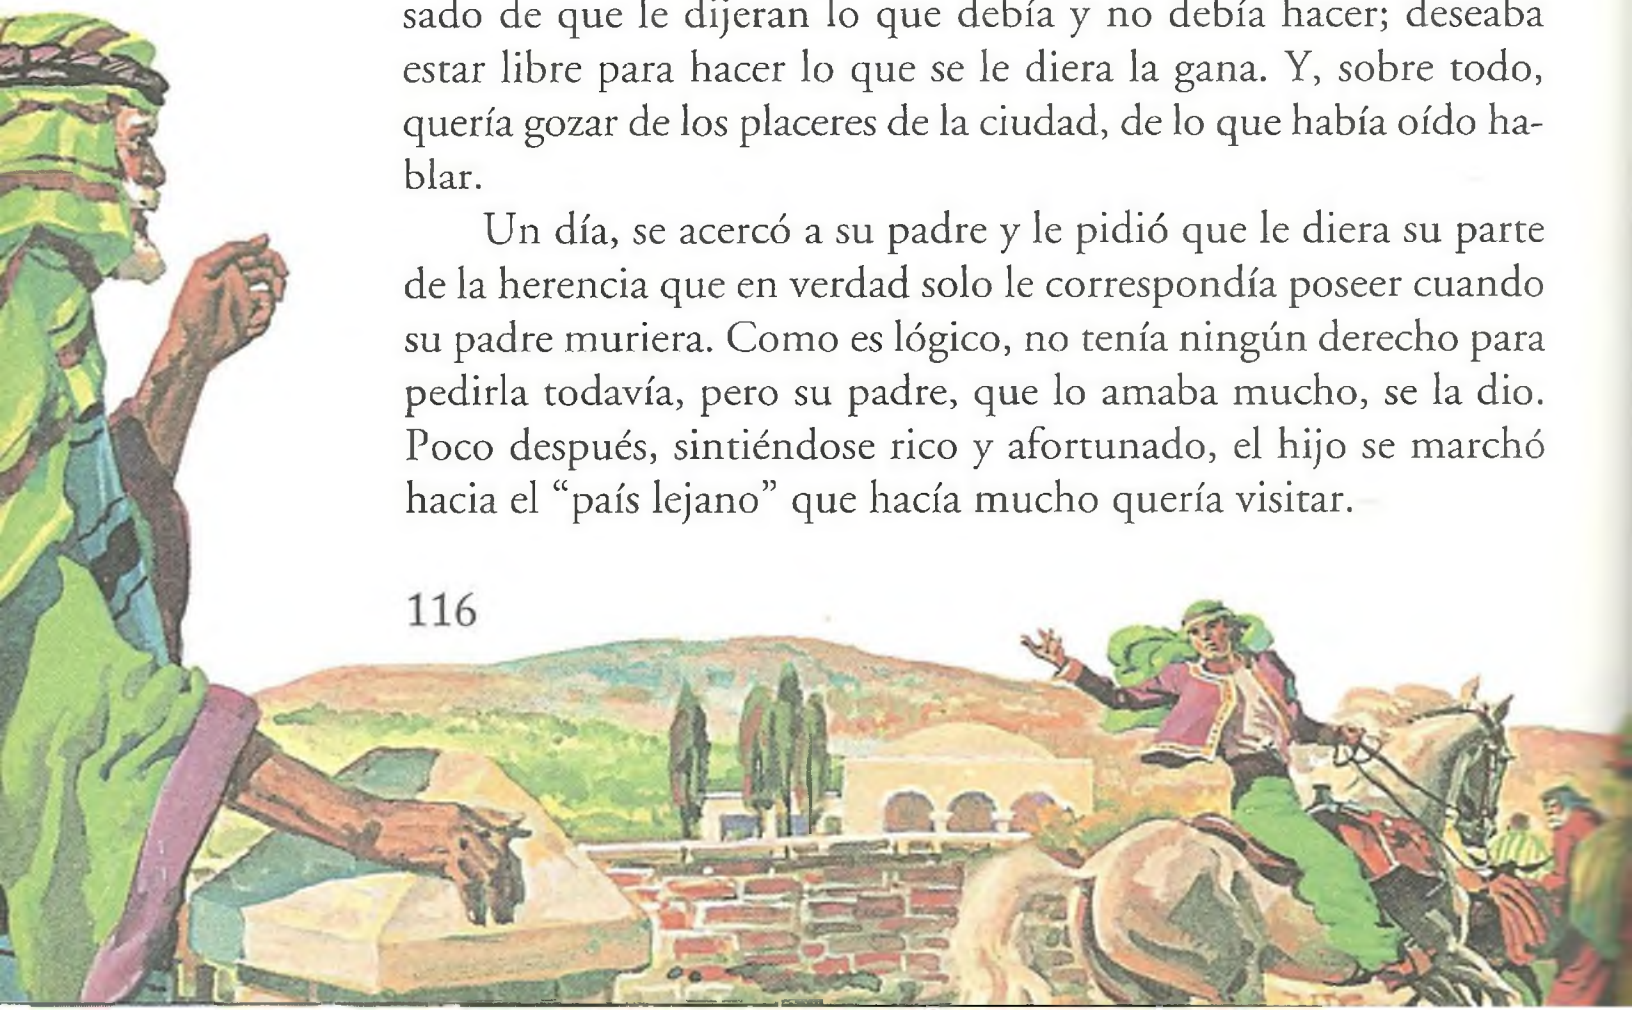 sado de que le dijeran lo que debía y no debía hacer; deseaba
estar libre para hacer lo que se le diera la gana. Y, sobre todo,
quería gozar de los placeres de la ciudad, de lo que había oído ha-
blar.
Un día, se acercó a su padre y le pidió que le diera su parte
de la herencia que en verdad solo le correspondía poseer cuando
su padre muriera. Como es lógico, no tenía ningún derecho para
pedirla todavía, pero su padre, que lo amaba mucho, se la dio.
Poco después, sintiéndose rico y afortunado, el hijo se marchó
hacia el “país lejano” que hacía mucho quería visitar.
116